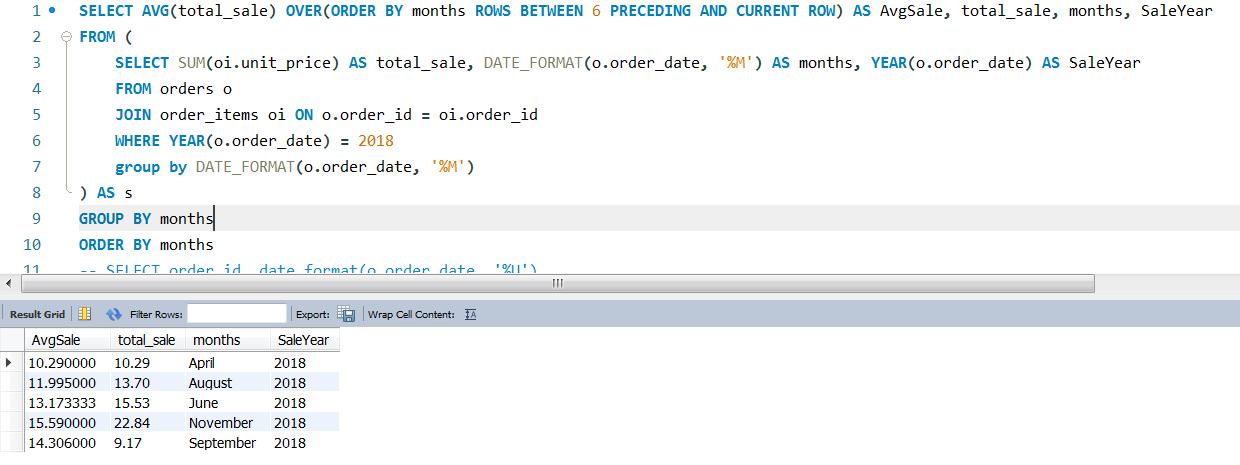 1 SELECT AVG(total_sale) OVER(ORDER BY months ROWS BETWEEN 6 PRECEDING AND CURRENT ROW) AS AvgSale, total_sale, months, SaleYear
2 FROM (
3 SELECT SUM(oi.unit_price) AS total_sale, DATE_FORMAT(o.order_date, '%M') AS months, YEAR(o.order_date) AS SaleYear
4 FROM orders o
5 JOIN order_items oi ON o.order_id = oi.order_id
6 WHERE YEAR(o.order_date) = 2018
7 group by DATE_FORMAT(o.order_date, '%M')
8 ) AS s
9 GROUP BY months
10 ORDER BY months
11 -- SELECT order_id, date_format(o.order_date, '%U')
Result Grid Filter Rows: Export: Wrap Cell Content: IA
AvgSale total_sale months SaleYear
10.290000 10.29 April 2018
11.995000 13.70 August 2018
13.173333 15.53 June 2018
15.590000 22.84 November 2018
14.306000 9.17 September 2018